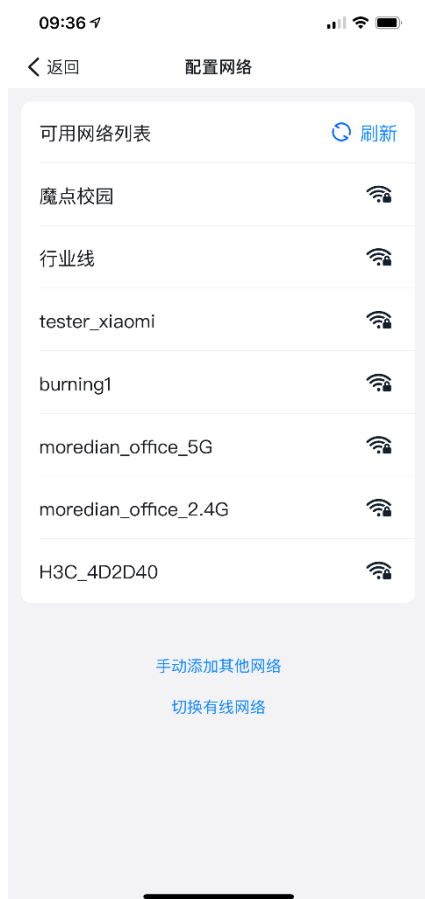 09:36
返回
配置网络
可用网络列表
刷新
魔点校园
行业线
tester_xiaomi
burning1
moredian_office_5G
moredian_office_2.4G
H3C_4D2D40
手动添加其他网络
切换有线网络